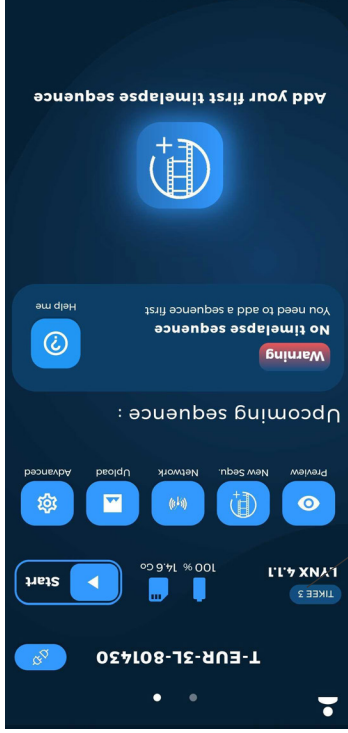 T-EUR-3L-801430
TIKEE 3
LYNX 4.1.1
100 %
14.6 Go
Start
Preview
New Sequ.
Network
Upload
Advanced
Upcoming sequence :
Warning
No timelapse sequence
You need to add a sequence first
Help me
Add your first timelapse sequence